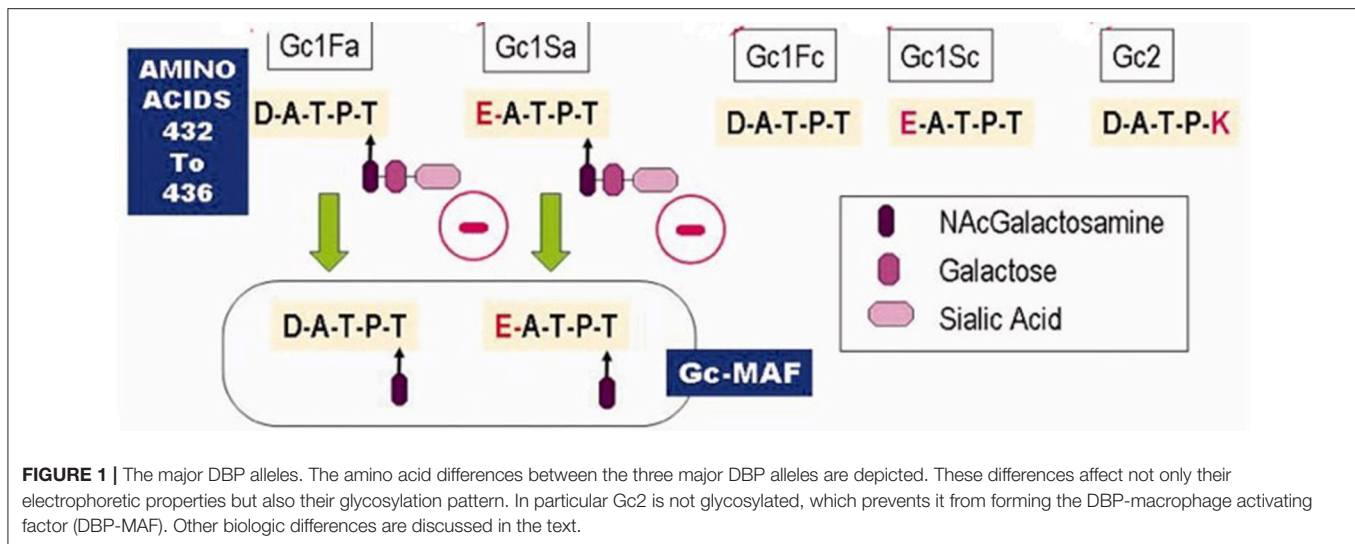 Gc1Fa
Gc1Sa
Gc1Fc
Gc1Sc
Gc2
AMINO
ACIDS
432
To
436
D-A-T-P-T
E-A-T-P-T
D-A-T-P-T
E-A-T-P-T
D-A-T-P-K
NAcGalactosamine
Galactose
Sialic Acid
D-A-T-P-T
E-A-T-P-T
Gc-MAF
FIGURE 1 | The major DBP alleles. The amino acid differences between the three major DBP alleles are depicted. These differences affect not only their
electrophoretic properties but also their glycosylation pattern. In particular Gc2 is not glycosylated, which prevents it from forming the DBP-macrophage activating
factor (DBP-MAF). Other biologic differences are discussed in the text.